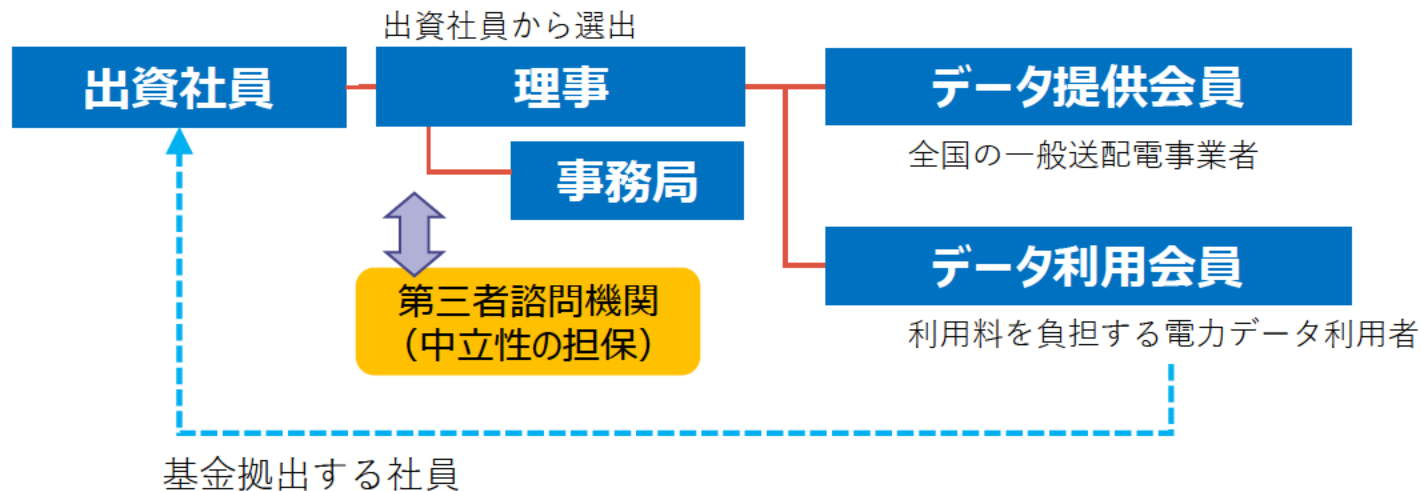 出資社員から選出
出資社員
理事
データ提供会員
全国の一般送配電事業者
事務局
データ利用会員
利用料を負担する電力データ利用者
第三者諮問機関
（中立性の担保）
基金拠出する社員